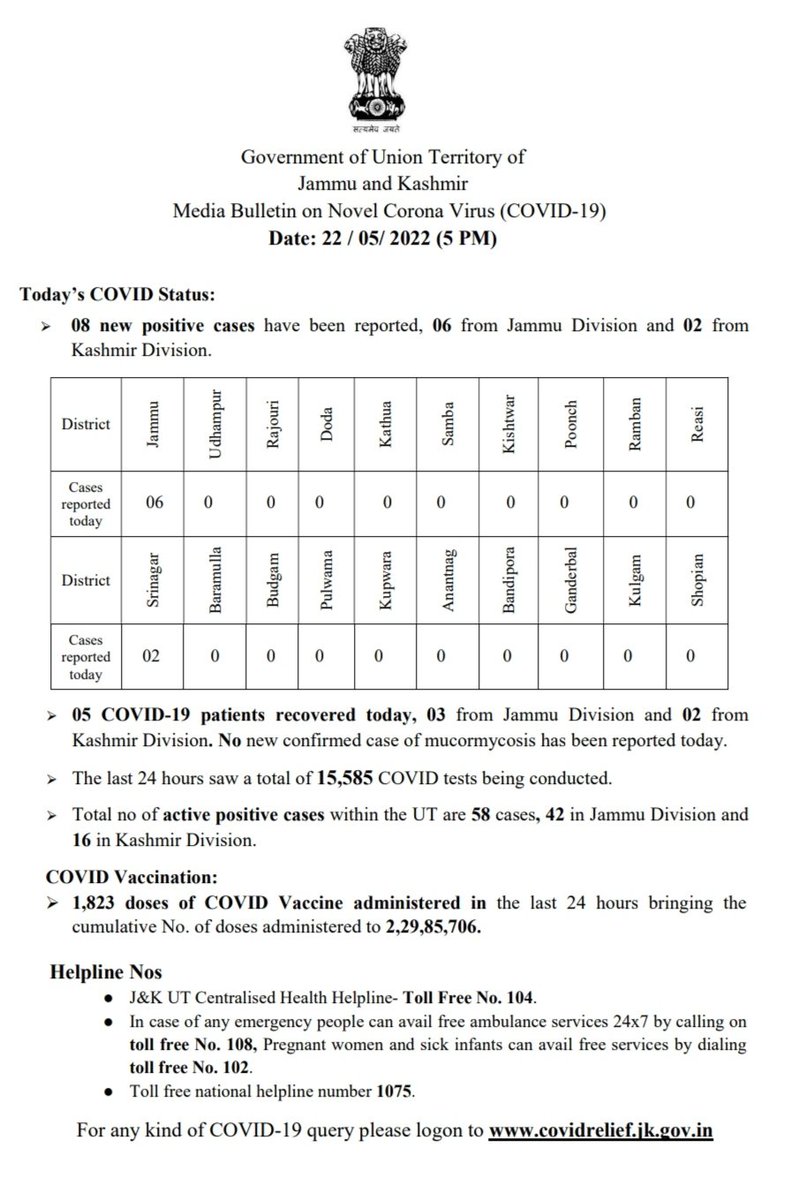 सत्यमेव जयते
Government of Union Territory of
Jammu and Kashmir
Media Bulletin on Novel Corona Virus (COVID-19)
Date: 22 / 05/ 2022 (5 PM)
Today’s COVID Status:
➢ 08 new positive cases have been reported, 06 from Jammu Division and 02 from
Kashmir Division.
District Jammu Udhampur Rajouri Doda Kathua Samba Kishtwar Poonch Ramban Reasi
Cases
reported
today
06 0 0 0 0 0 0 0 0 0
District Srinagar Baramulla Budgam Pulwama Kupwara Anantnag Bandipora Ganderbal Kulgam Shopian
Cases
reported
today
02 0 0 0 0 0 0 0 0 0
➢ 05 COVID-19 patients recovered today, 03 from Jammu Division and 02 from
Kashmir Division. No new confirmed case of mucormycosis has been reported today.
➢ The last 24 hours saw a total of 15,585 COVID tests being conducted.
➢ Total no of active positive cases within the UT are 58 cases, 42 in Jammu Division and
16 in Kashmir Division.
COVID Vaccination:
➢ 1,823 doses of COVID Vaccine administered in the last 24 hours bringing the
cumulative No. of doses administered to 2,29,85,706.
Helpline Nos
● J&K UT Centralised Health Helpline- Toll Free No. 104.
● In case of any emergency people can avail free ambulance services 24x7 by calling on
toll free No. 108, Pregnant women and sick infants can avail free services by dialing
toll free No. 102.
● Toll free national helpline number 1075.
For any kind of COVID-19 query please logon to www.covidrelief.jk.gov.in